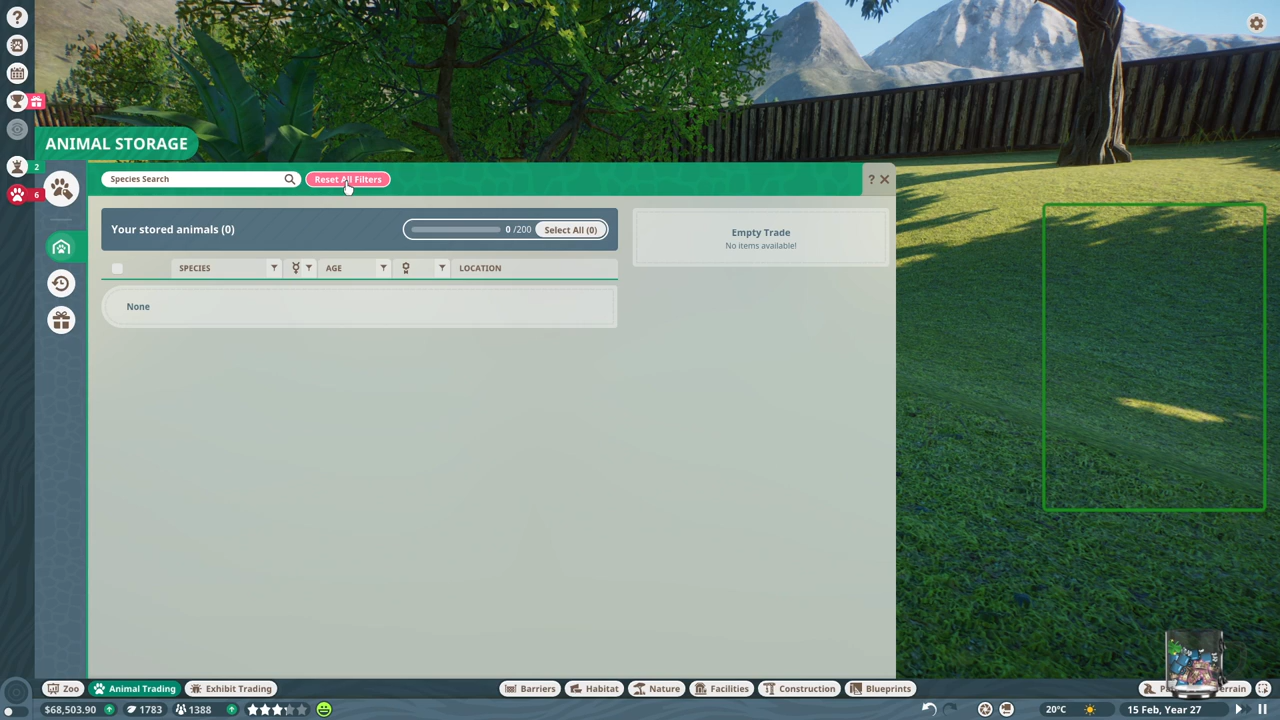 ANIMAL STORAGE
2
6
Species Search
Reset All Filters
?
Your stored animals (0)
0 /200
Select All (0)
Empty Trade
No items available!
SPECIES
AGE
LOCATION
None
Zoo
Animal Trading
Exhibit Trading
Barriers
Habitat
Nature
Facilities
Construction
Blueprints
$68,503.90
1783
1388
20°C
15 Feb, Year 27